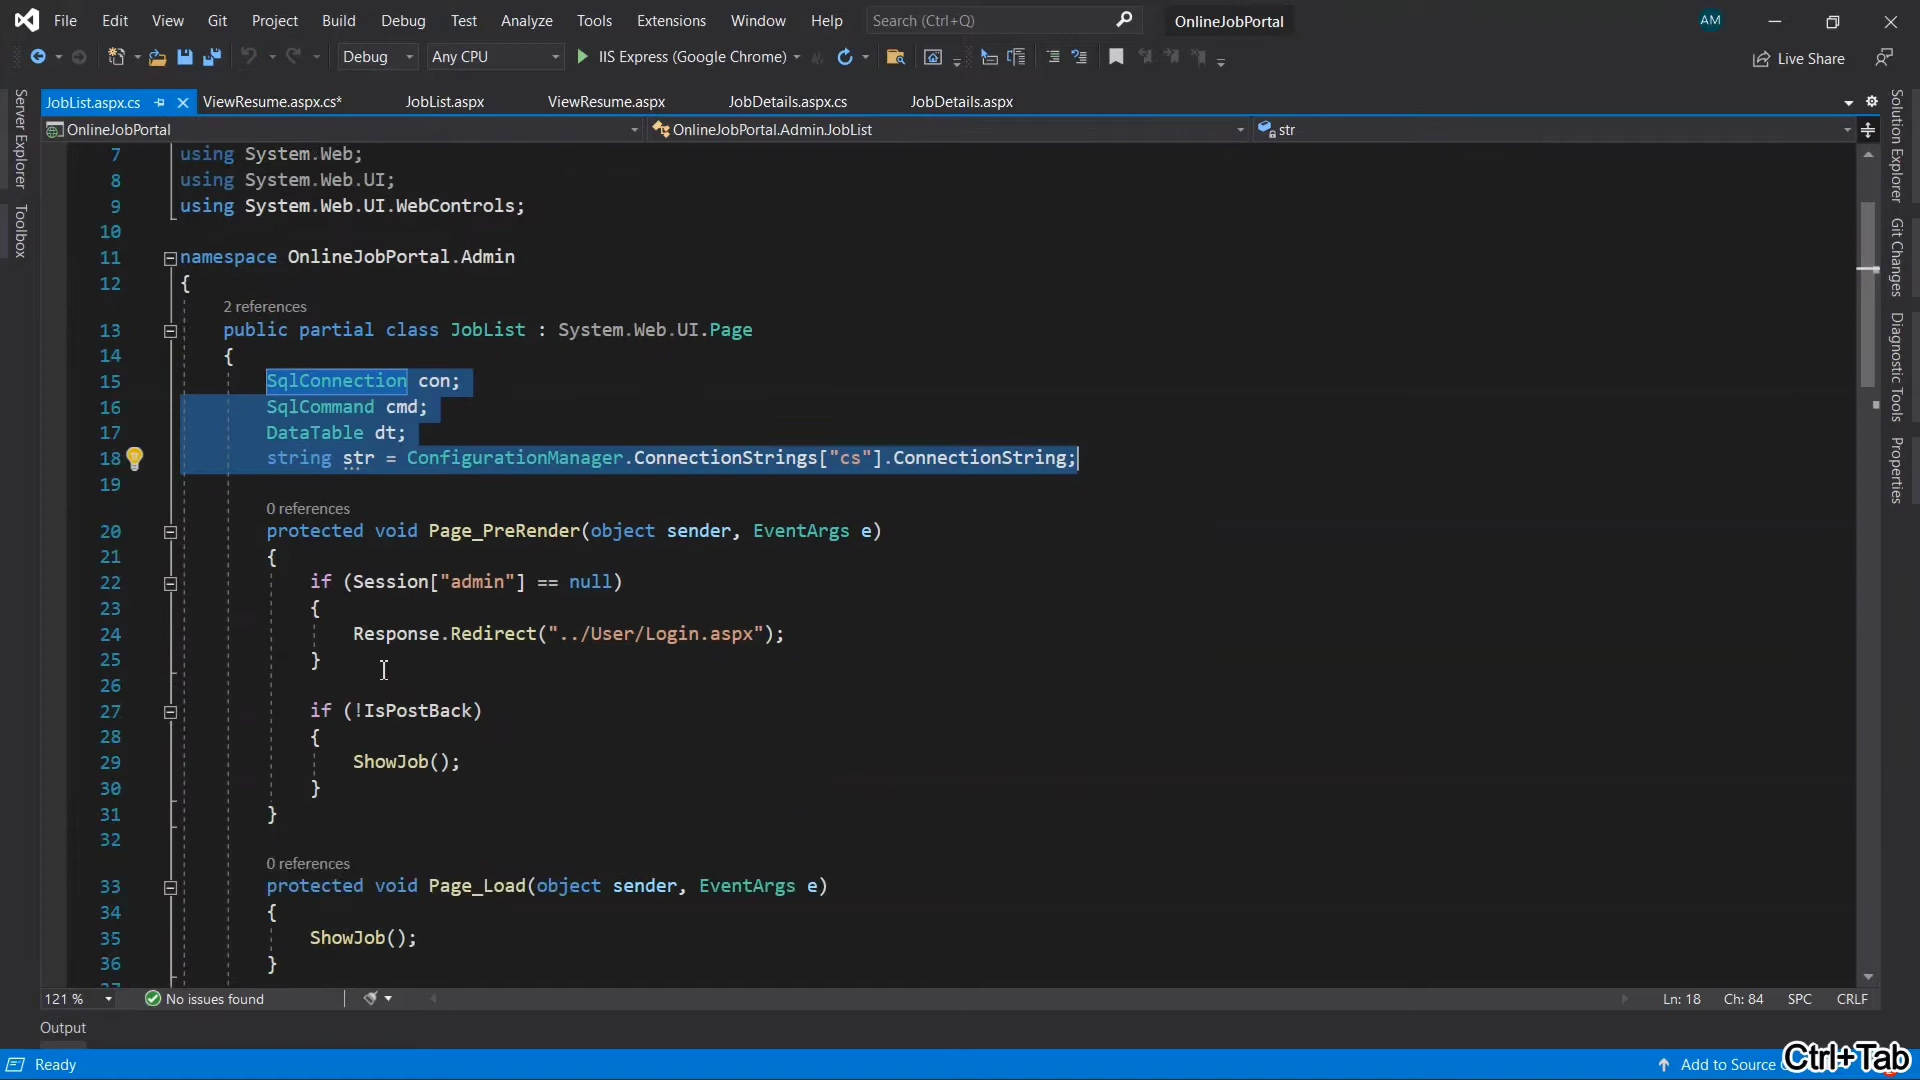 File Edit View Git Project Build Debug Test Analyze Tools Extensions Window Help Search (Ctrl+Q) OnlineJobPortal AM
Debug Any CPU IIS Express (Google Chrome) Live Share
JobList.aspx.cs ViewResume.aspx.cs* JobList.aspx ViewResume.aspx JobDetails.aspx.cs JobDetails.aspx
OnlineJobPortal OnlineJobPortal.Admin.JobList str
Server Explorer
Toolbox
7 using System.Web;
8 using System.Web.UI;
9 using System.Web.UI.WebControls;
10
11 namespace OnlineJobPortal.Admin
12 {
2 references
13 public partial class JobList : System.Web.UI.Page
14 {
15 SqlConnection con;
16 SqlCommand cmd;
17 DataTable dt;
18 string str = ConfigurationManager.ConnectionStrings["cs"].ConnectionString;
19
0 references
20 protected void Page_PreRender(object sender, EventArgs e)
21 {
22 if (Session["admin"] == null)
23 {
24 Response.Redirect("../User/Login.aspx");
25 }
26
27 if (!IsPostBack)
28 {
29 ShowJob();
30 }
31 }
32
0 references
33 protected void Page_Load(object sender, EventArgs e)
34 {
35 ShowJob();
36 }
Solution Explorer
Git Changes
Diagnostic Tools
Properties
121 % No issues found Ln: 18 Ch: 84 SPC CRLF
Output
Ready Add to Source
Ctrl+Tab